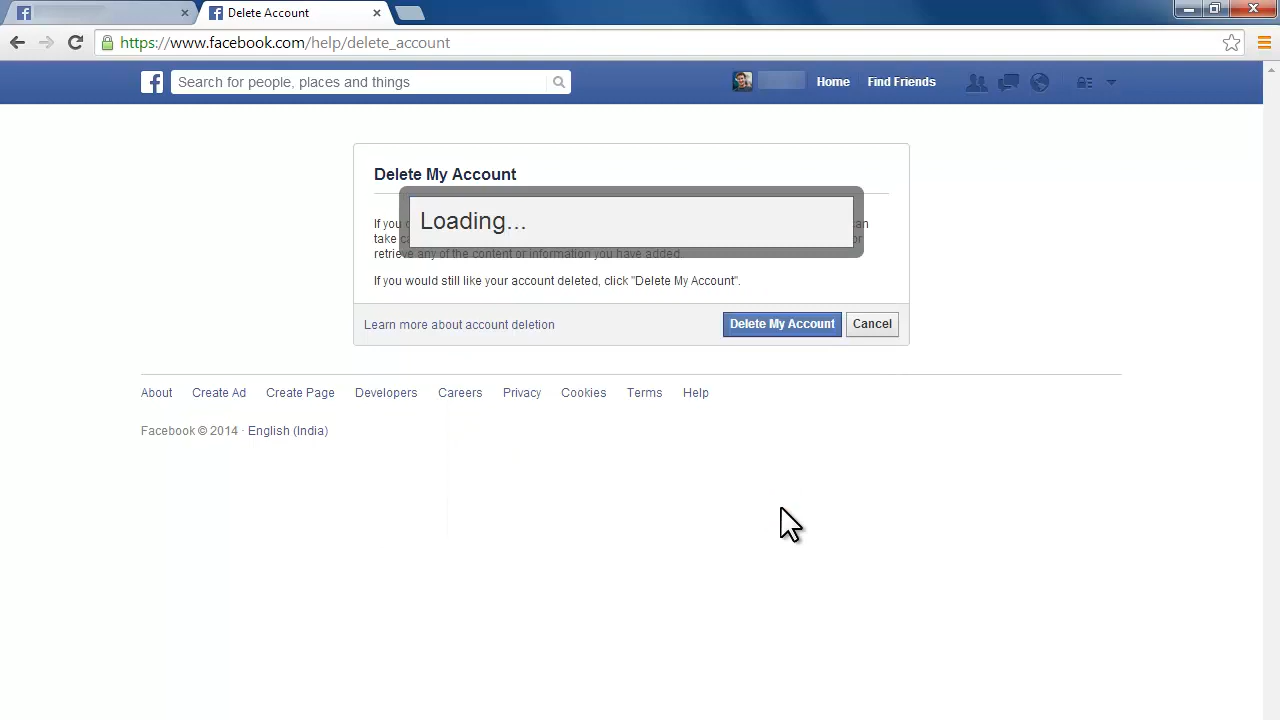 Delete Account
https://www.facebook.com/help/delete_account
Search for people, places and things
Home
Find Friends
Delete My Account
Loading...
If you can
take or
retrieve any of the content or information you have added.
If you would still like your account deleted, click "Delete My Account".
Learn more about account deletion
Delete My Account
Cancel
About
Create Ad
Create Page
Developers
Careers
Privacy
Cookies
Terms
Help
Facebook © 2014 · English (India)